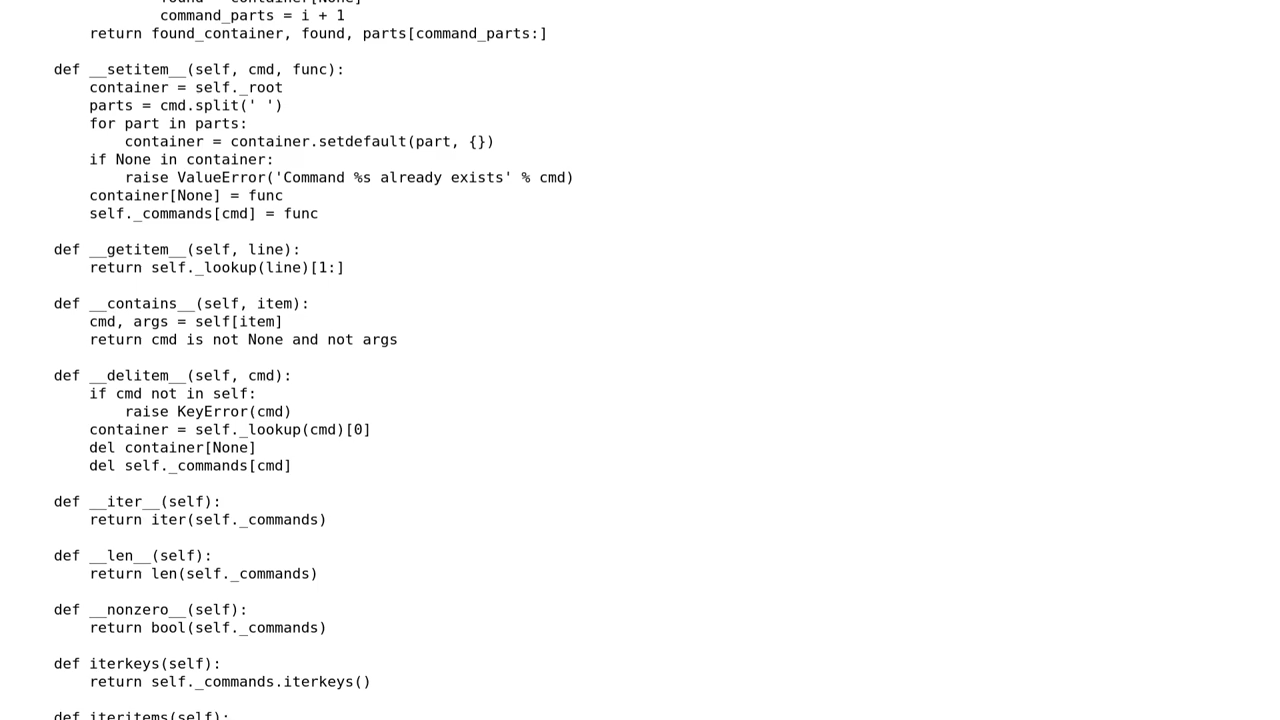 found = container[None]
command_parts = i + 1
return found_container, found, parts[command_parts:]
def __setitem__(self, cmd, func):
container = self._root
parts = cmd.split(' ')
for part in parts:
container = container.setdefault(part, {})
if None in container:
raise ValueError('Command %s already exists' % cmd)
container[None] = func
self._commands[cmd] = func
def __getitem__(self, line):
return self._lookup(line)[1:]
def __contains__(self, item):
cmd, args = self[item]
return cmd is not None and not args
def __delitem__(self, cmd):
if cmd not in self:
raise KeyError(cmd)
container = self._lookup(cmd)[0]
del container[None]
del self._commands[cmd]
def __iter__(self):
return iter(self._commands)
def __len__(self):
return len(self._commands)
def __nonzero__(self):
return bool(self._commands)
def iterkeys(self):
return self._commands.iterkeys()
def iteritems(self):